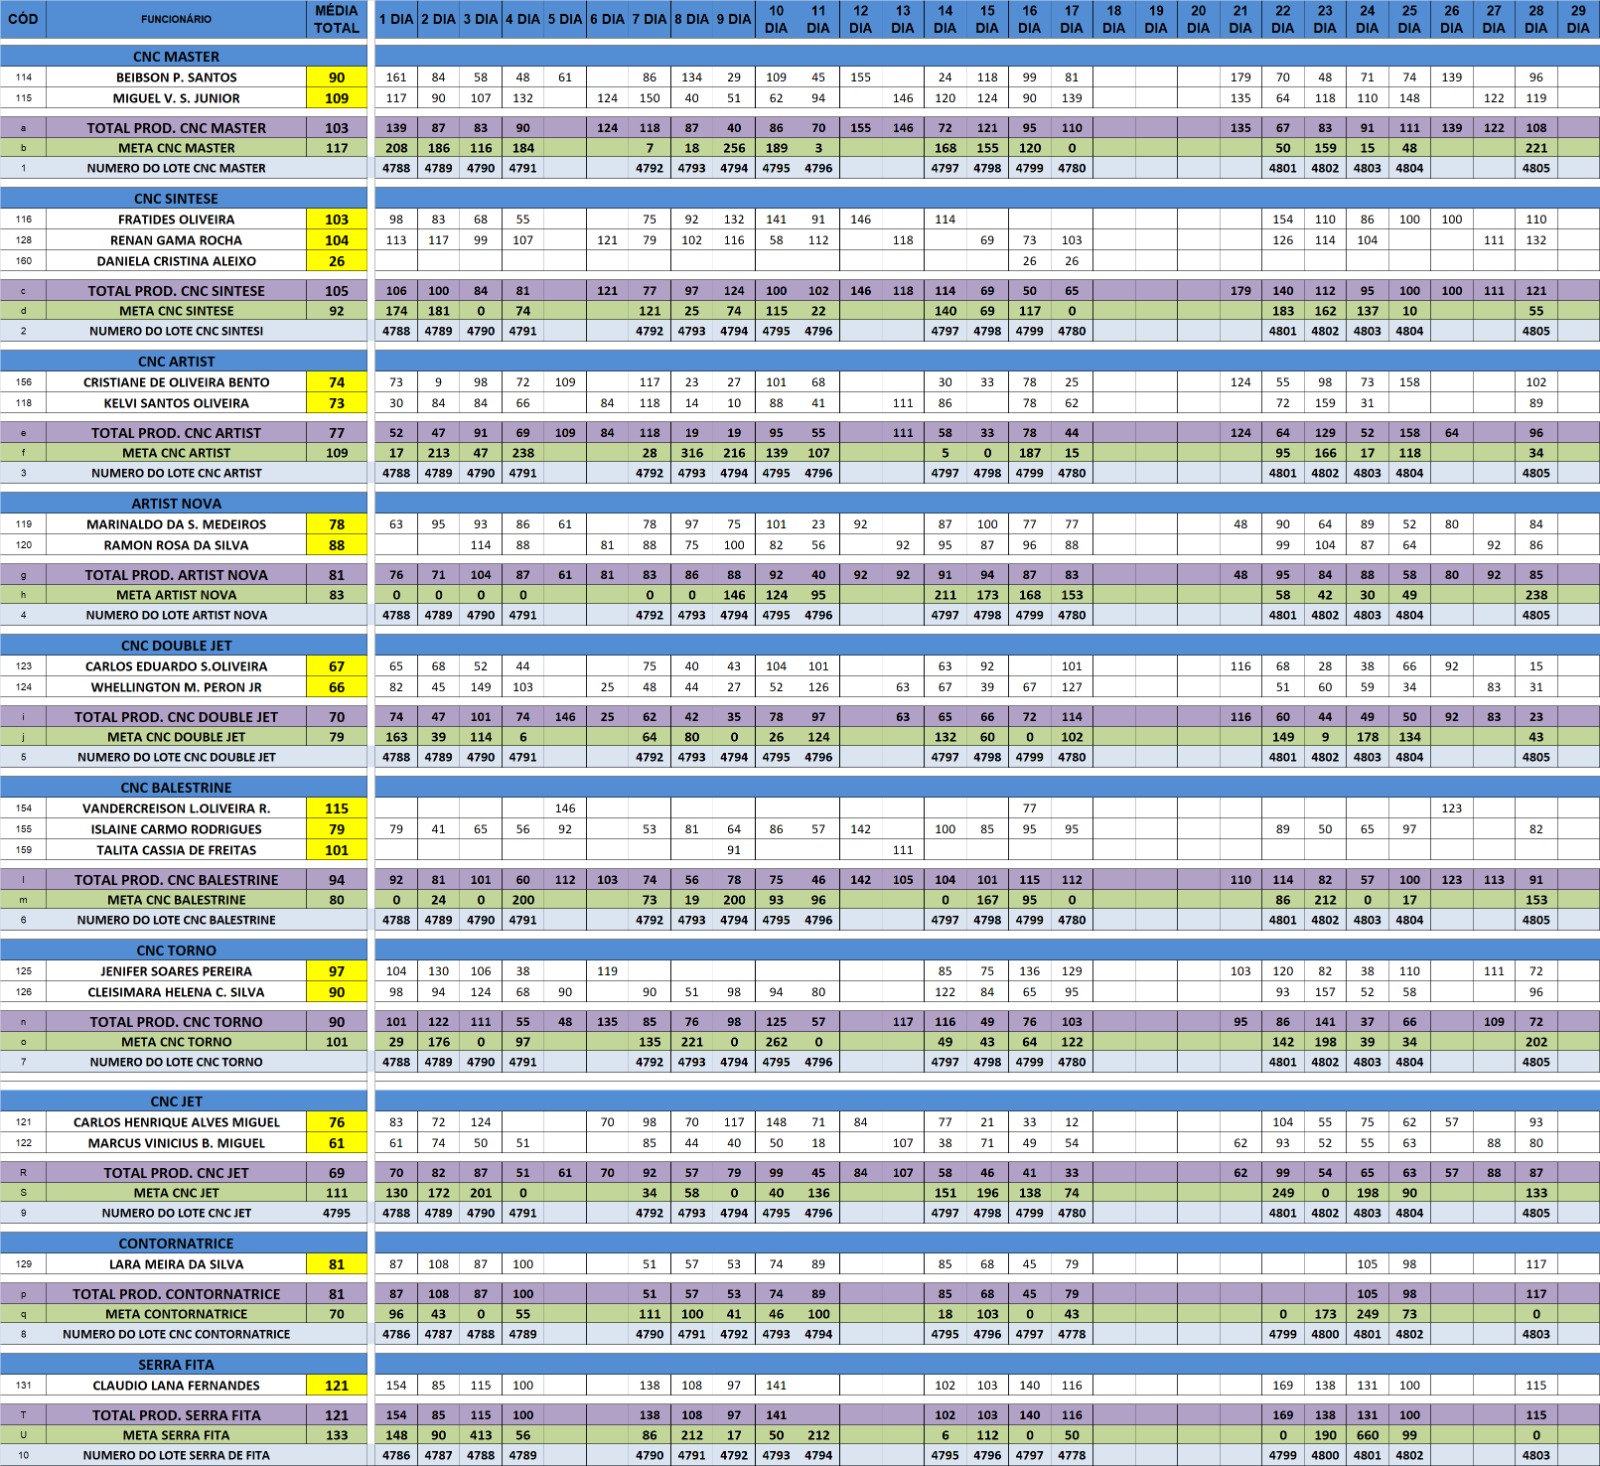 CÓD FUNCIONÁRIO MÉDIA TOTAL 1 DIA 2 DIA 3 DIA 4 DIA 5 DIA 6 DIA 7 DIA 8 DIA 9 DIA 10 DIA 11 DIA 12 DIA 13 DIA 14 DIA 15 DIA 16 DIA 17 DIA 18 DIA 19 DIA 20 DIA 21 DIA 22 DIA 23 DIA 24 DIA 25 DIA 26 DIA 27 DIA 28 DIA 29 DIA
CNC MASTER
114 BEIBSON P. SANTOS 90 161 84 58 48 61 86 134 29 109 45 155 24 118 99 81 179 70 48 71 74 139 96
115 MIGUEL V. S. JUNIOR 109 117 90 107 132 124 150 40 51 62 94 146 120 124 90 139 135 64 118 110 148 122 119
a TOTAL PROD. CNC MASTER 103 139 87 83 90 124 118 87 40 86 70 155 146 72 121 95 110 135 67 83 91 111 139 122 108
b META CNC MASTER 117 208 186 116 184 7 18 256 189 3 168 155 120 0 50 159 15 48 221
1 NUMERO DO LOTE CNC MASTER 4788 4789 4790 4791 4792 4793 4794 4795 4796 4797 4798 4799 4780 4801 4802 4803 4804 4805
CNC SINTESE
116 FRATIDES OLIVEIRA 103 98 83 68 55 75 92 132 141 91 146 114 154 110 86 100 100 110
128 RENAN GAMA ROCHA 104 113 117 99 107 121 79 102 116 58 112 118 69 73 103 126 114 104 111 132
160 DANIELA CRISTINA ALEIXO 26 26 26
c TOTAL PROD. CNC SINTESE 105 106 100 84 81 121 77 97 124 100 102 146 118 114 69 50 65 179 140 112 95 100 100 111 121
d META CNC SINTESE 92 174 181 0 74 121 25 74 115 22 140 69 117 0 183 162 137 10 55
2 NUMERO DO LOTE CNC SINTESI 4788 4789 4790 4791 4792 4793 4794 4795 4796 4797 4798 4799 4780 4801 4802 4803 4804 4805
CNC ARTIST
156 CRISTIANE DE OLIVEIRA BENTO 74 73 9 98 72 109 117 23 27 101 68 30 33 78 25 124 55 98 73 158 102
118 KELVI SANTOS OLIVEIRA 73 30 84 84 66 84 118 14 10 88 41 111 86 78 62 72 159 31 89
e TOTAL PROD. CNC ARTIST 77 52 47 91 69 109 84 118 19 19 95 55 111 58 33 78 44 124 64 129 52 158 64 96
f META CNC ARTIST 109 17 213 47 238 28 316 216 139 107 5 0 187 15 95 166 17 118 34
3 NUMERO DO LOTE CNC ARTIST 4788 4789 4790 4791 4792 4793 4794 4795 4796 4797 4798 4799 4780 4801 4802 4803 4804 4805
ARTIST NOVA
119 MARINALDO DA S. MEDEIROS 78 63 95 93 86 61 78 97 75 101 23 92 87 100 77 77 48 90 64 89 52 80 84
120 RAMON ROSA DA SILVA 88 114 88 81 88 75 100 82 56 92 95 87 96 88 99 104 87 64 92 86
g TOTAL PROD. ARTIST NOVA 81 76 71 104 87 61 81 83 86 88 92 40 92 92 91 94 87 83 48 95 84 88 58 80 92 85
h META ARTIST NOVA 83 0 0 0 0 0 0 146 124 95 211 173 168 153 58 42 30 49 238
4 NUMERO DO LOTE ARTIST NOVA 4788 4789 4790 4791 4792 4793 4794 4795 4796 4797 4798 4799 4780 4801 4802 4803 4804 4805
CNC DOUBLE JET
123 CARLOS EDUARDO S.OLIVEIRA 67 65 68 52 44 75 40 43 104 101 63 92 101 116 68 28 38 66 92 15
124 WHELLINGTON M. PERON JR 66 82 45 149 103 25 48 44 27 52 126 63 67 39 67 127 51 60 59 34 83 31
i TOTAL PROD. CNC DOUBLE JET 70 74 47 101 74 146 25 62 42 35 78 97 63 65 66 72 114 116 60 44 49 50 92 83 23
j META CNC DOUBLE JET 79 163 39 114 6 64 80 0 26 124 132 60 0 102 149 9 178 134 43
5 NUMERO DO LOTE CNC DOUBLE JET 4788 4789 4790 4791 4792 4793 4794 4795 4796 4797 4798 4799 4780 4801 4802 4803 4804 4805
CNC BALESTRINE
154 VANDERCREISON L.OLIVEIRA R. 115 146 77 123
155 ISLAINE CARMO RODRIGUES 79 79 41 65 56 92 53 81 64 86 57 142 100 85 95 95 89 50 65 97 82
159 TALITA CASSIA DE FREITAS 101 91 111
l TOTAL PROD. CNC BALESTRINE 94 92 81 101 60 112 103 74 56 78 75 46 142 105 104 101 115 112 110 114 82 57 100 123 113 91
m META CNC BALESTRINE 80 0 24 0 200 73 19 200 93 96 0 167 95 0 86 212 0 17 153
6 NUMERO DO LOTE CNC BALESTRINE 4788 4789 4790 4791 4792 4793 4794 4795 4796 4797 4798 4799 4780 4801 4802 4803 4804 4805
CNC TORNO
125 JENIFER SOARES PEREIRA 97 104 130 106 38 119 85 75 136 129 103 120 82 38 110 111 72
126 CLEISIMARA HELENA C. SILVA 90 98 94 124 68 90 90 51 98 94 80 122 84 65 95 93 157 52 58 96
n TOTAL PROD. CNC TORNO 90 101 122 111 55 48 135 85 76 98 125 57 117 116 49 76 103 95 86 141 37 66 109 72
o META CNC TORNO 101 29 176 0 97 135 221 0 262 0 49 43 64 122 142 198 39 34 202
7 NUMERO DO LOTE CNC TORNO 4788 4789 4790 4791 4792 4793 4794 4795 4796 4797 4798 4799 4780 4801 4802 4803 4804 4805
CNC JET
121 CARLOS HENRIQUE ALVES MIGUEL 76 83 72 124 70 98 70 117 148 71 84 77 21 33 12 104 55 75 62 57 93
122 MARCUS VINICIUS B. MIGUEL 61 61 74 50 51 85 44 40 50 18 107 38 71 49 54 62 93 52 55 63 88 80
R TOTAL PROD. CNC JET 69 70 82 87 51 61 70 92 57 79 99 45 84 107 58 46 41 33 62 99 54 65 63 57 88 87
S META CNC JET 111 130 172 201 0 34 58 0 40 136 151 196 138 74 249 0 198 90 133
9 NUMERO DO LOTE CNC JET 4795 4788 4789 4790 4791 4792 4793 4794 4795 4796 4797 4798 4799 4780 4801 4802 4803 4804 4805
CONTORNATRICE
129 LARA MEIRA DA SILVA 81 87 108 87 100 51 57 53 74 89 85 68 45 79 105 98 117
p TOTAL PROD. CONTORNATRICE 81 87 108 87 100 51 57 53 74 89 85 68 45 79 105 98 117
q META CONTORNATRICE 70 96 43 0 55 111 100 41 46 100 18 103 0 43 0 173 249 73 0
8 NUMERO DO LOTE CNC CONTORNATRICE 4786 4787 4788 4789 4790 4791 4792 4793 4794 4795 4796 4797 4778 4799 4800 4801 4802 4803
SERRA FITA
131 CLAUDIO LANA FERNANDES 121 154 85 115 100 138 108 97 141 102 103 140 116 169 138 131 100 115
T TOTAL PROD. SERRA FITA 121 154 85 115 100 138 108 97 141 102 103 140 116 169 138 131 100 115
U META SERRA FITA 133 148 90 413 56 86 212 17 50 212 6 112 0 50 0 190 660 99 0
10 NUMERO DO LOTE SERRA DE FITA 4786 4787 4788 4789 4790 4791 4792 4793 4794 4795 4796 4797 4778 4799 4800 4801 4802 4803